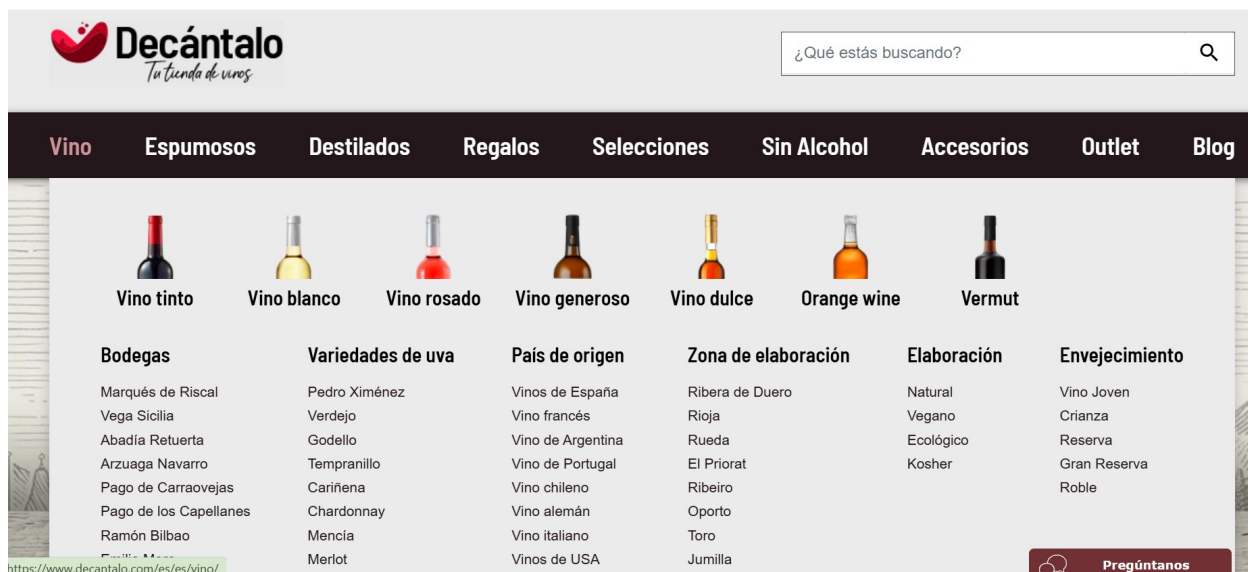 Decántalo
Tu tienda de vinos
¿Qué estás buscando?
Vino Espumosos Destilados Regalos Selecciones Sin Alcohol Accesorios Outlet Blog
Vino tinto Vino blanco Vino rosado Vino generoso Vino dulce Orange wine Vermut
Bodegas Variedades de uva País de origen Zona de elaboración Elaboración Envejecimiento
Marqués de Riscal Pedro Ximénez Vinos de España Ribera de Duero Natural Vino Joven
Vega Sicilia Verdejo Vino francés Rioja Vegano Crianza
Abadía Retuerta Godello Vino de Argentina Rueda Ecológico Reserva
Arzuaga Navarro Tempranillo Vino de Portugal El Priorat Kosher Gran Reserva
Pago de Carraovejas Cariñena Vino chileno Ribeiro Roble
Pago de los Capellanes Chardonnay Vino alemán Oporto
Ramón Bilbao Mencía Vino italiano Toro
Merlot Vinos de USA Jumilla
https://www.decantalo.com/es/es/vino/ Pregúntanos